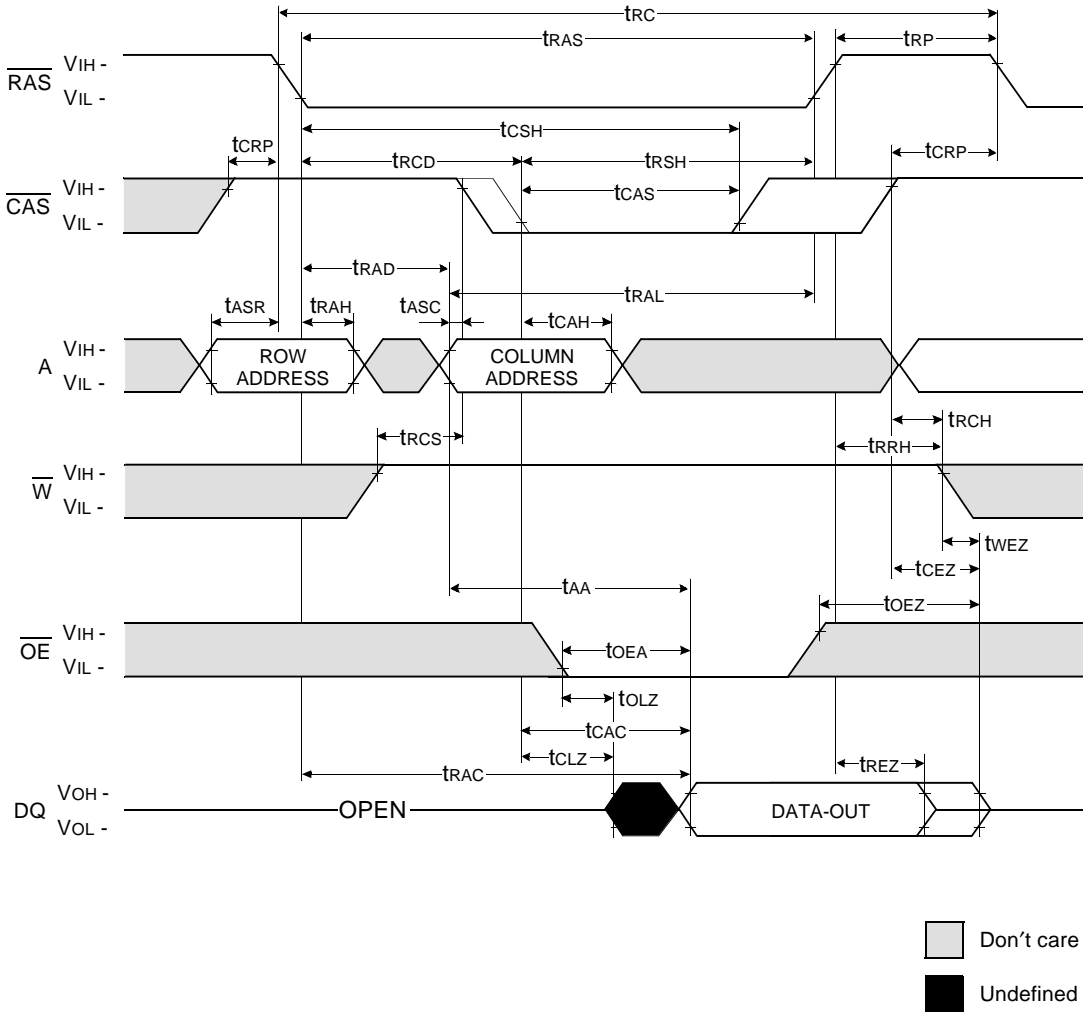 tRC
tRAS
tRP
RAS
VIH -
VIL -
tCSH
tCRP
tRCD
tRSH
tCRP
CAS
VIH -
VIL -
tCAS
tRAD
tRAL
tASR
tRAH
tASC
tCAH
A
VIH -
VIL -
ROW
ADDRESS
COLUMN
ADDRESS
tRCH
tRCS
tRRH
W
VIH -
VIL -
tWEZ
tCEZ
tAA
tOEZ
OE
VIH -
VIL -
tOEA
tOLZ
tCAC
tCLZ
tRAC
tREZ
DQ
VOH -
VOL -
OPEN
DATA-OUT
Don′t care
Undefined